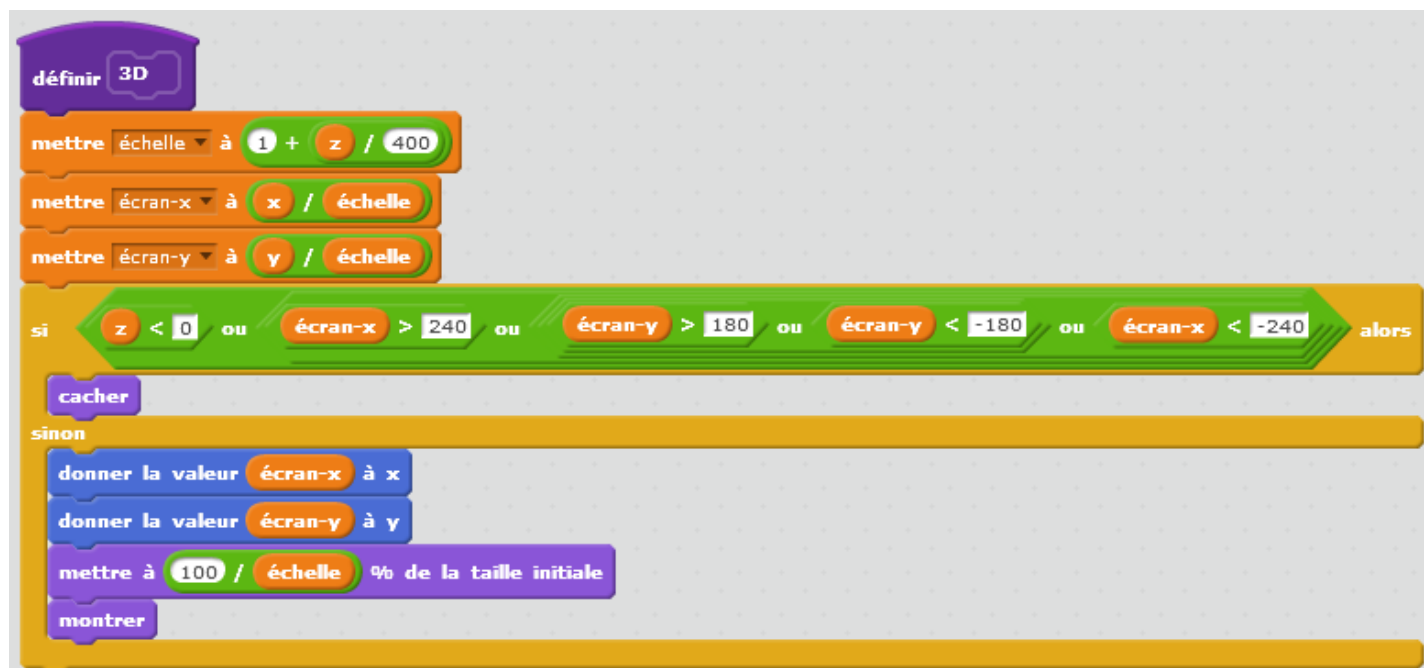 définir 3D
mettre échelle à 1 + z / 400
mettre écran-x à x / échelle
mettre écran-y à y / échelle
si z < 0 ou écran-x > 240 ou écran-y > 180 ou écran-y < -180 ou écran-x < -240 alors
cacher
sinon
donner la valeur écran-x à x
donner la valeur écran-y à y
mettre à 100 / échelle % de la taille initiale
montrer